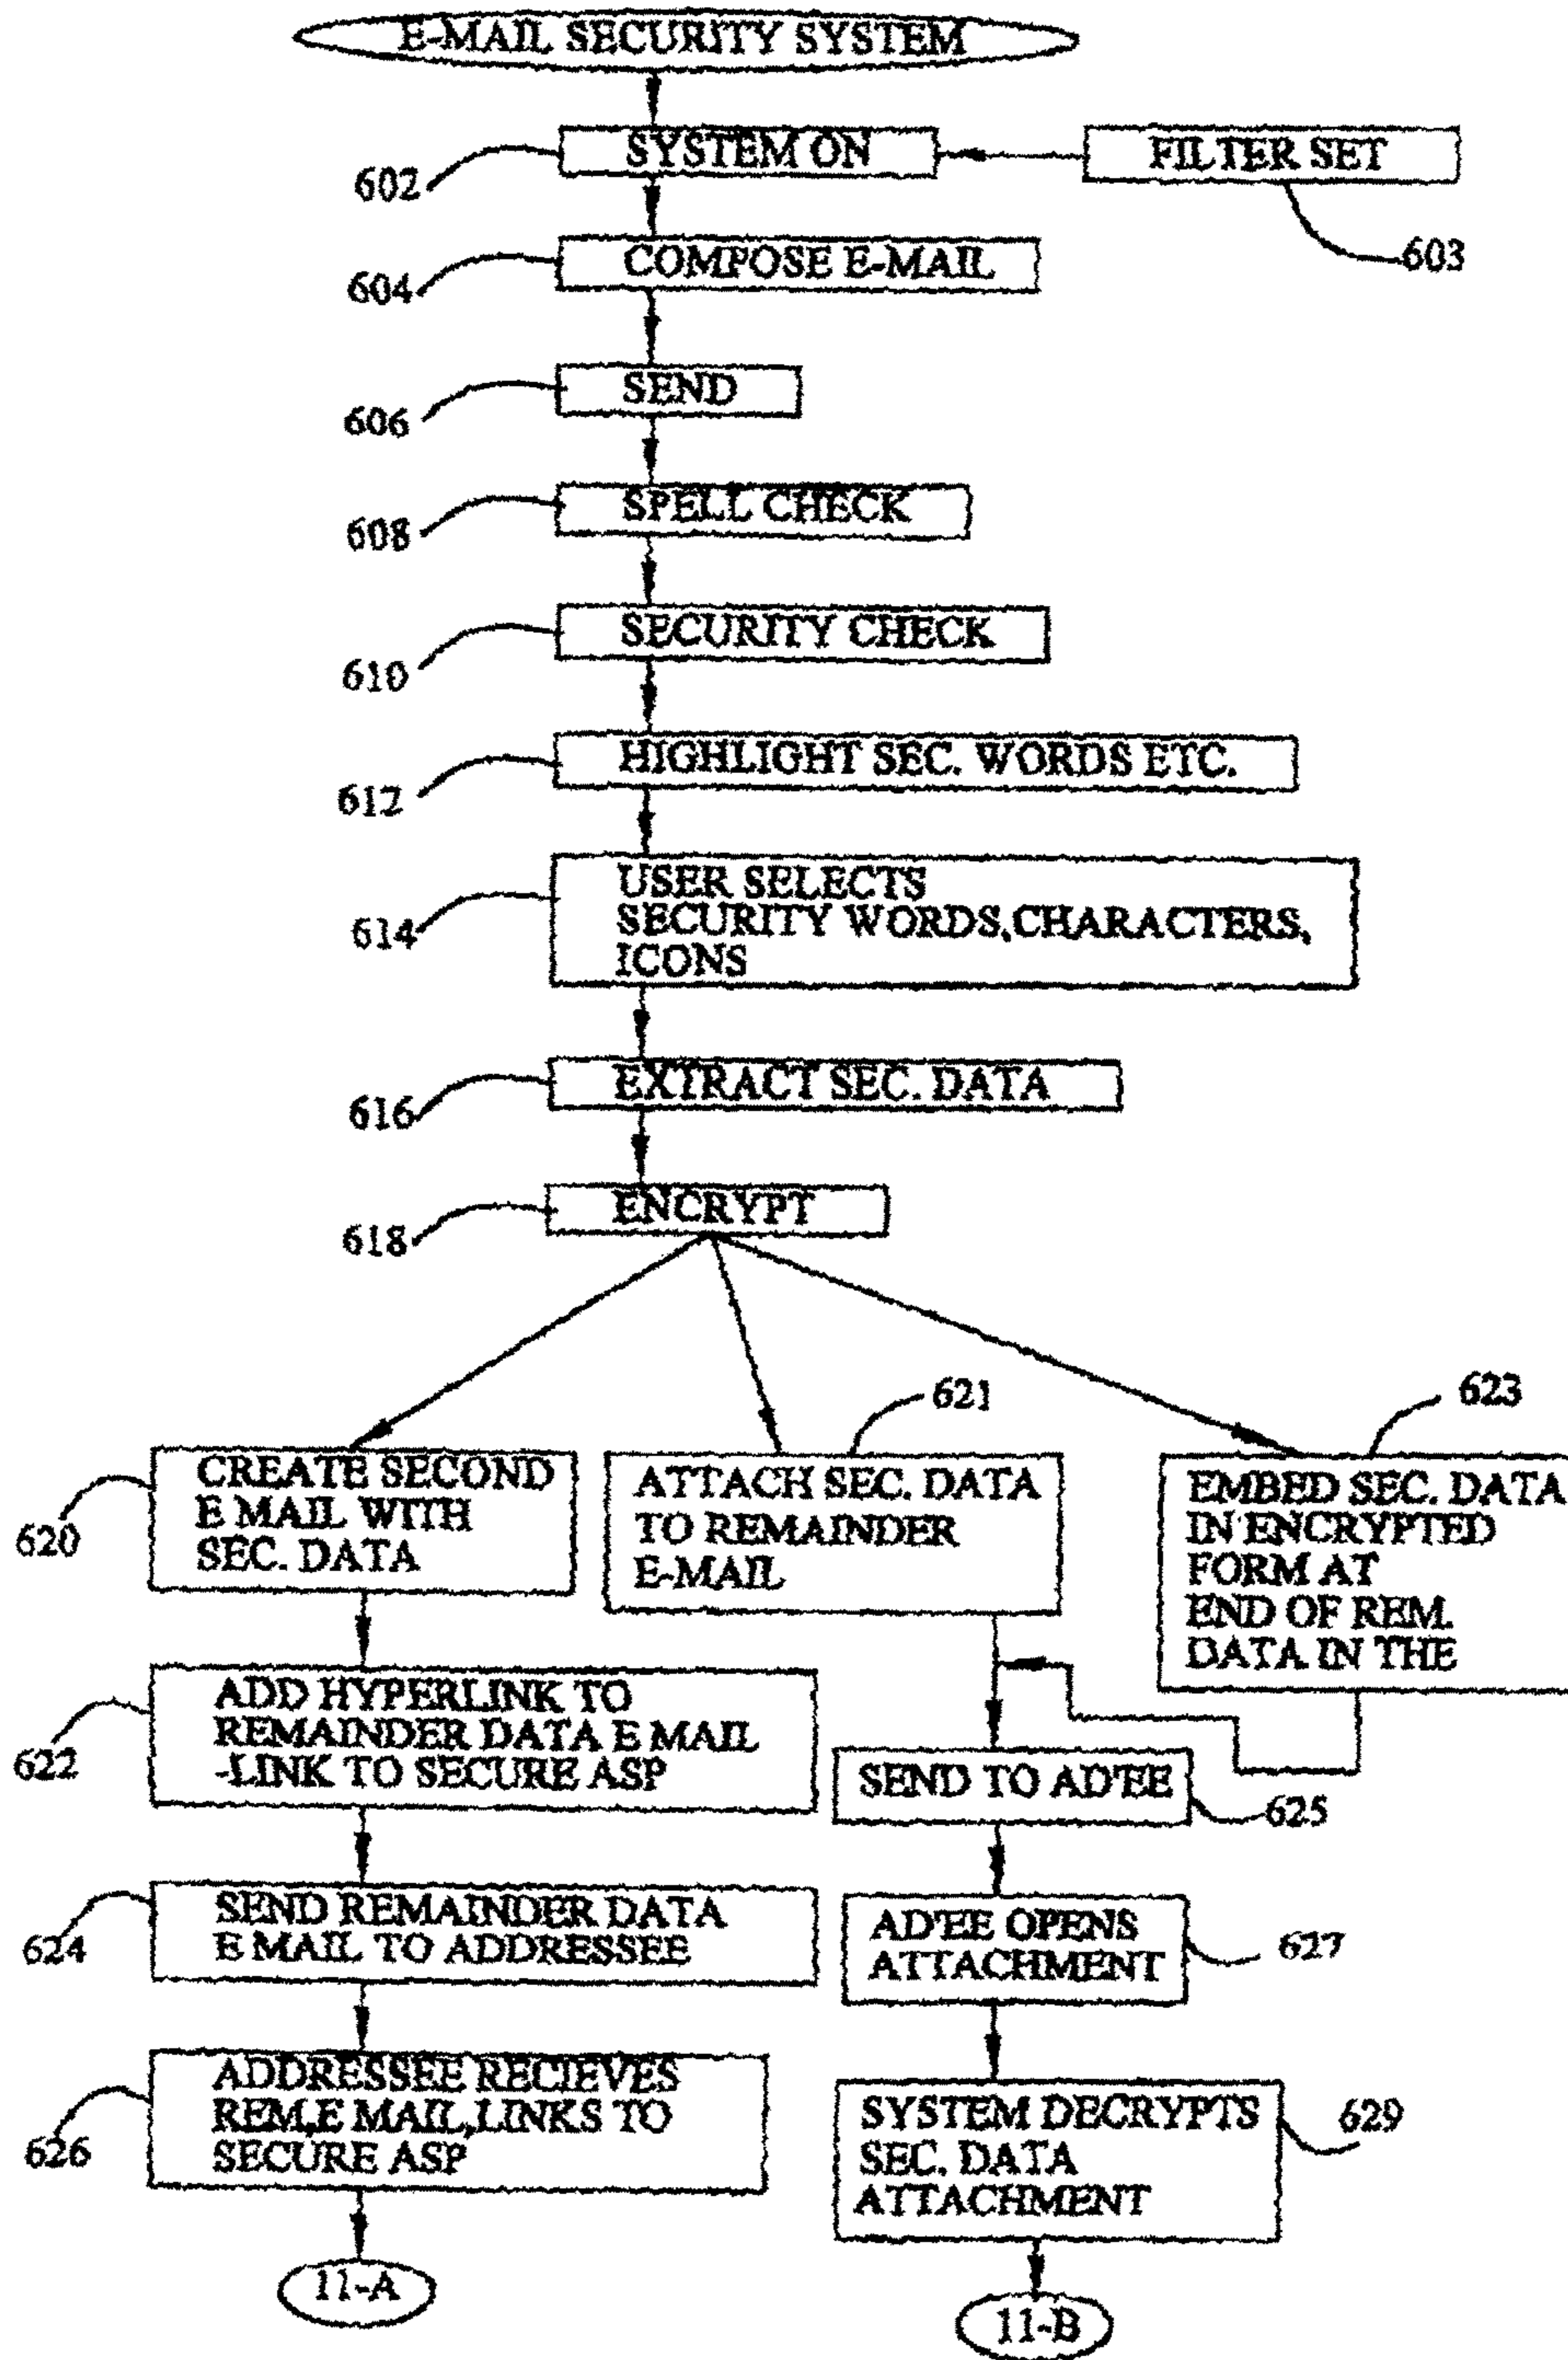 E-MAIL SECURITY SYSTEM
SYSTEM ON
FILTER SET
602
603
COMPOSE E-MAIL
604
SEND
606
SPELL CHECK
608
SECURITY CHECK
610
HIGHLIGHT SEC. WORDS ETC.
612
USER SELECTS
SECURITY WORDS,CHARACTERS,
ICONS
614
EXTRACT SEC. DATA
616
ENCRYPT
618
CREATE SECOND
E MAIL WITH
SEC. DATA
620
621
ATTACH SEC. DATA
TO REMAINDER
E-MAIL
623
EMBED SEC. DATA
IN ENCRYPTED
FORM AT
END OF REM.
DATA IN THE
ADD HYPERLINK TO
REMAINDER DATA E MAIL
-LINK TO SECURE ASP
622
SEND TO AD'EE
625
SEND REMAINDER DATA
E MAIL TO ADDRESSEE
624
AD'EE OPENS
ATTACHMENT
627
ADDRESSEE RECIEVES
REM,E MAIL,LINKS TO
SECURE ASP
626
SYSTEM DECRYPTS
SEC. DATA
ATTACHMENT
629
11-A
11-B